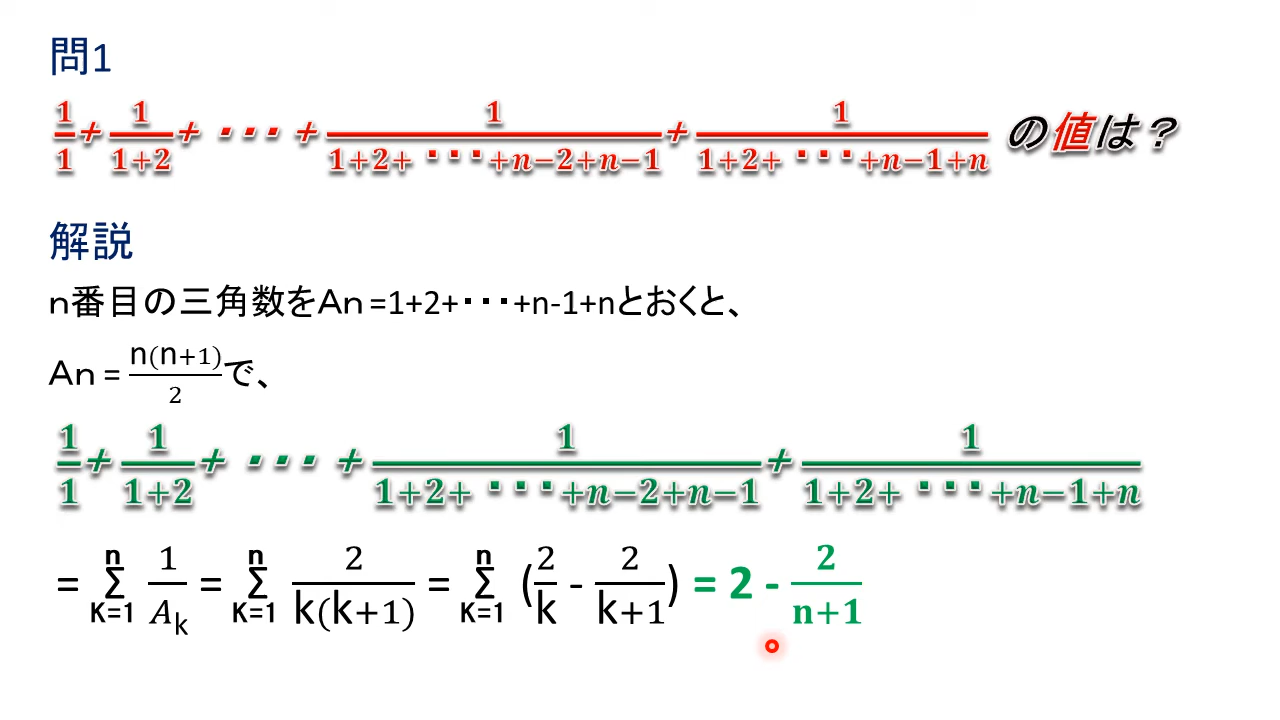 問1
1/1 + 1/(1+2) + ・・・ + 1/(1+2+ ・・・+n−2+n−1) + 1/(1+2+ ・・・+n−1+n) の値は？
解説
ｎ番目の三角数をＡｎ =1+2+・・・+n-1+nとおくと、
Ａｎ = n(n+1)/2 で、
1/1 + 1/(1+2) + ・・・ + 1/(1+2+ ・・・+n−2+n−1) + 1/(1+2+ ・・・+n−1+n)
= n Σ K=1 1/A_k = n Σ K=1 2/(k(k+1)) = n Σ K=1 (2/k - 2/(k+1)) = 2 - 2/(n+1)